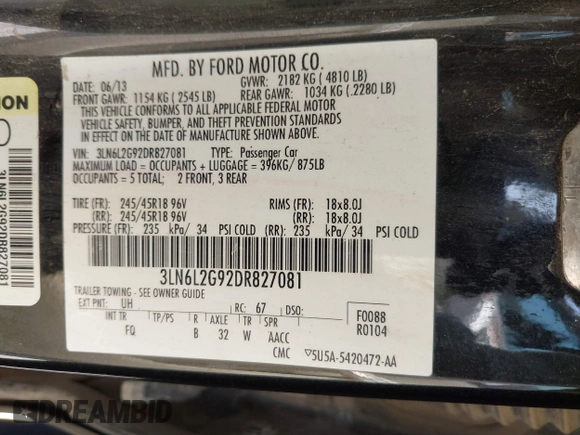 MFD. BY FORD MOTOR CO.
DATE: 06/13 GVWR: 2182 KG ( 4810 LB)
FRONT GAWR: 1154 KG ( 2545 LB) REAR GAWR: 1034 KG ( .2280 LB)
THIS VEHICLE CONFORMS TO ALL APPLICABLE FEDERAL MOTOR
VEHICLE SAFETY, BUMPER, AND THEFT PREVENTION STANDARDS
IN EFFECT ON THE DATE OF MANUFACTURE SHOWN ABOVE.
VIN: 3LN6L2G92DR827081 TYPE: Passenger Car
MAXIMUM LOAD = OCCUPANTS + LUGGAGE = 396KG/ 875LB
OCCUPANTS = 5 TOTAL; 2 FRONT, 3 REAR
TIRE (FR): 245/45R18 96V RIMS (FR): 18x8.0J
(RR): 245/45R18 96V (RR): 18x8.0J
PRESSURE (FR): 235 kPa/ 34 PSI COLD (RR): 235 kPa/ 34 PSI COLD
3LN6L2G92DR827081
TRAILER TOWING - SEE OWNER GUIDE
EXT PNT: UH RC: 67 DSO:
F0088
R0104
INT TR TP/PS R AXLE TR SPR
FQ B 32 W AACC
CMC 5U5A-5420472-AA
3LN6L2G92DR827081
DREAMBID